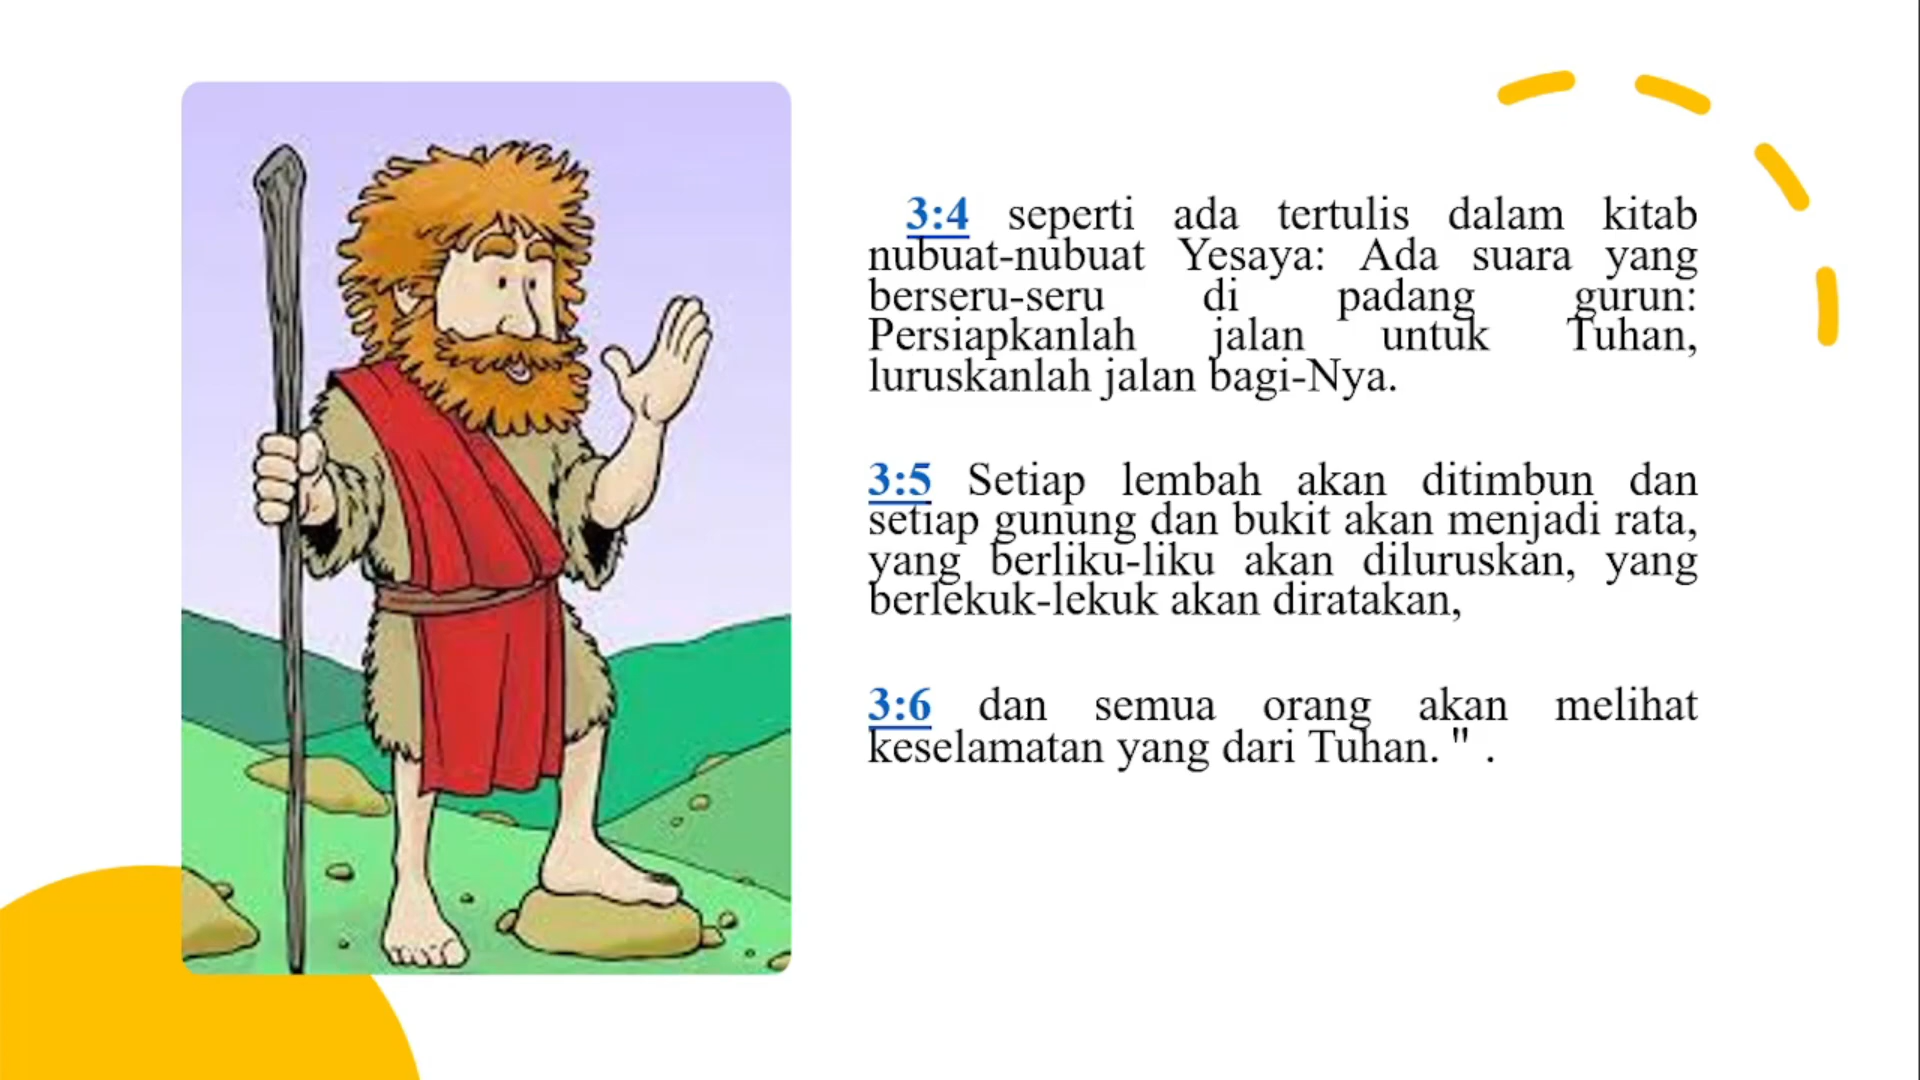 3:4 seperti ada tertulis dalam kitab
nubuat-nubuat Yesaya: Ada suara yang
berseru-seru di padang gurun:
Persiapkanlah jalan untuk Tuhan,
luruskanlah jalan bagi-Nya.
3:5 Setiap lembah akan ditimbun dan
setiap gunung dan bukit akan menjadi rata,
yang berliku-liku akan diluruskan, yang
berlekuk-lekuk akan diratakan,
3:6 dan semua orang akan melihat
keselamatan yang dari Tuhan. " .